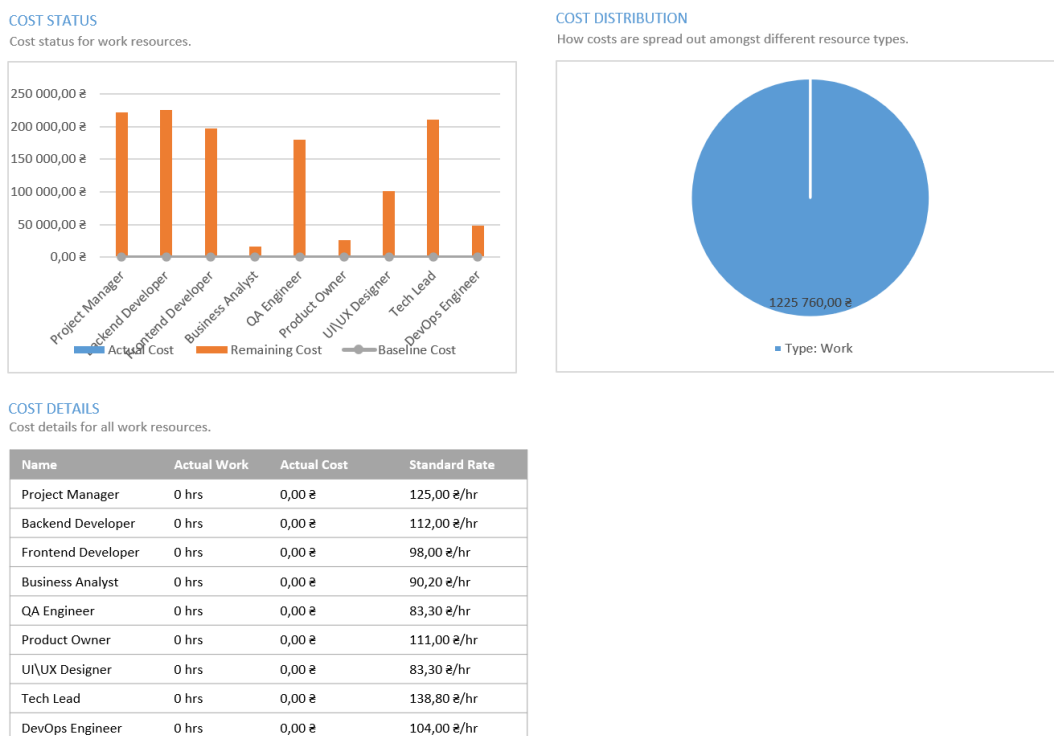 COST STATUS
Cost status for work resources.
250 000,00 ₴
200 000,00 ₴
150 000,00 ₴
100 000,00 ₴
50 000,00 ₴
0,00 ₴
Project Manager
Backend Developer
Frontend Developer
Business Analyst
QA Engineer
Product Owner
UI\UX Designer
Tech Lead
DevOps Engineer
Actual Cost Remaining Cost Baseline Cost
COST DISTRIBUTION
How costs are spread out amongst different resource types.
1225 760,00 ₴
Type: Work
COST DETAILS
Cost details for all work resources.
Name Actual Work Actual Cost Standard Rate
Project Manager 0 hrs 0,00 ₴ 125,00 ₴/hr
Backend Developer 0 hrs 0,00 ₴ 112,00 ₴/hr
Frontend Developer 0 hrs 0,00 ₴ 98,00 ₴/hr
Business Analyst 0 hrs 0,00 ₴ 90,20 ₴/hr
QA Engineer 0 hrs 0,00 ₴ 83,30 ₴/hr
Product Owner 0 hrs 0,00 ₴ 111,00 ₴/hr
UI\UX Designer 0 hrs 0,00 ₴ 83,30 ₴/hr
Tech Lead 0 hrs 0,00 ₴ 138,80 ₴/hr
DevOps Engineer 0 hrs 0,00 ₴ 104,00 ₴/hr